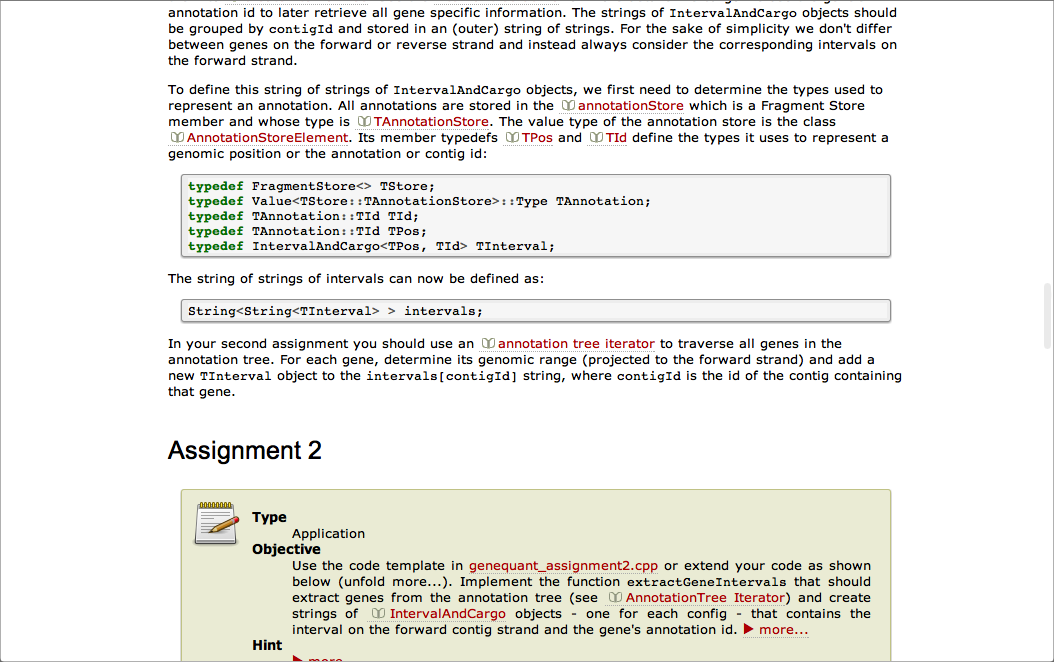 annotation id to later retrieve all gene specific information. The strings of IntervalAndCargo objects should
be grouped by contigId and stored in an (outer) string of strings. For the sake of simplicity we don't differ
between genes on the forward or reverse strand and instead always consider the corresponding intervals on
the forward strand.
To define this string of strings of IntervalAndCargo objects, we first need to determine the types used to
represent an annotation. All annotations are stored in the annotationStore which is a Fragment Store
member and whose type is TAnnotationStore. The value type of the annotation store is the class
AnnotationStoreElement. Its member typedefs TPos and TId define the types it uses to represent a
genomic position or the annotation or contig id:
typedef FragmentStore<> TStore;
typedef Value<TStore::TAnnotationStore>::Type TAnnotation;
typedef TAnnotation::TId TId;
typedef TAnnotation::TId TPos;
typedef IntervalAndCargo<TPos, TId> TInterval;
The string of strings of intervals can now be defined as:
String<String<TInterval> > intervals;
In your second assignment you should use an annotation tree iterator to traverse all genes in the
annotation tree. For each gene, determine its genomic range (projected to the forward strand) and add a
new TInterval object to the intervals[contigId] string, where contigId is the id of the contig containing
that gene.
Assignment 2
Type
Application
Objective
Use the code template in genequant_assignment2.cpp or extend your code as shown
below (unfold more...). Implement the function extractGeneIntervals that should
extract genes from the annotation tree (see AnnotationTree Iterator) and create
strings of IntervalAndCargo objects - one for each config - that contains the
interval on the forward contig strand and the gene's annotation id. ▶ more...
Hint
▶ more